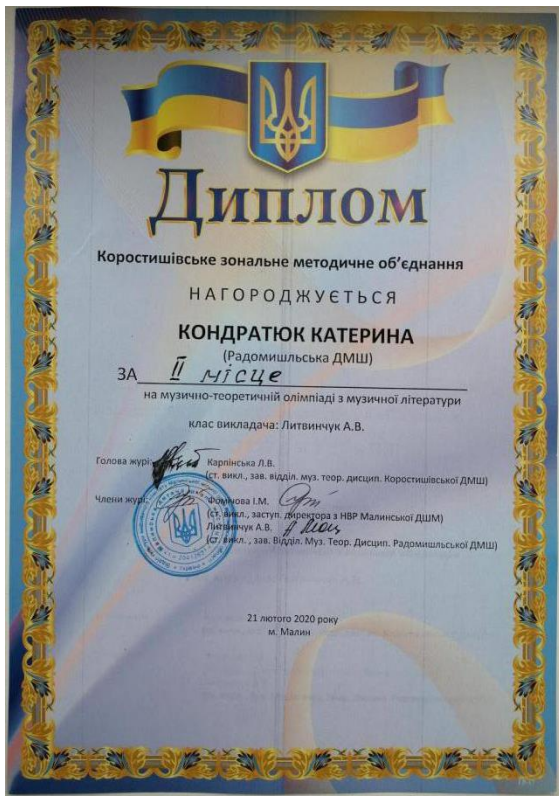 Диплом
Коростишівське зональне методичне об'єднання
НАГОРОДЖУЄТЬСЯ
КОНДРАТЮК КАТЕРИНА
(Радомишльська ДМШ)
ЗА II місце
на музично-теоретичній олімпіаді з музичної літератури
клас викладача: Литвинчук А.В.
Голова журі: Карпінська Л.В.
(ст. викл., зав. відділ. муз. теор. дисцип. Коростишівської ДМШ)
Члени журі: Фомічова І.М.
(ст. викл., заступ. директора з НВР Малинської ДШМ)
Литвинчук А.В.
(ст. викл., зав. Відділ. Муз. Теор. Дисцип. Радомишльської ДМШ)
21 лютого 2020 року
м. Малин